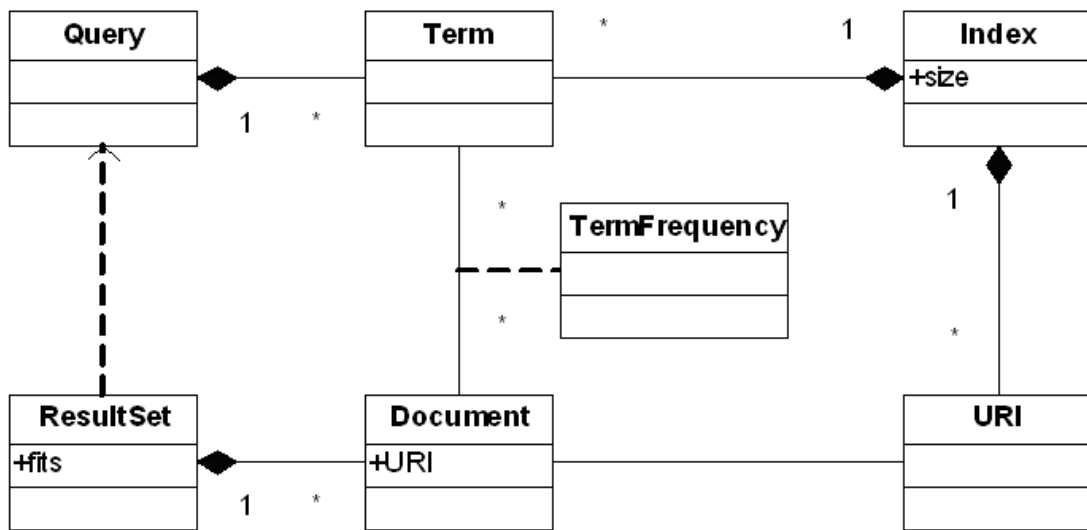 Query
Term
*
1
Index
+size
1
*
1
*
TermFrequency
*
*
ResultSet
+fits
Document
+URI
URI
1
*